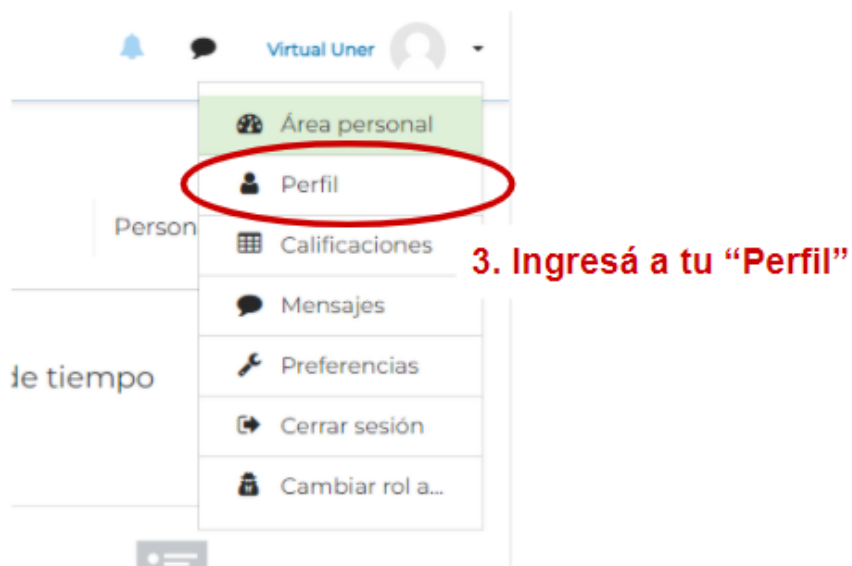 Virtual Uner
Área personal
Perfil
Person
Calificaciones
3. Ingresá a tu “Perfil”
Mensajes
de tiempo
Preferencias
Cerrar sesión
Cambiar rol a...